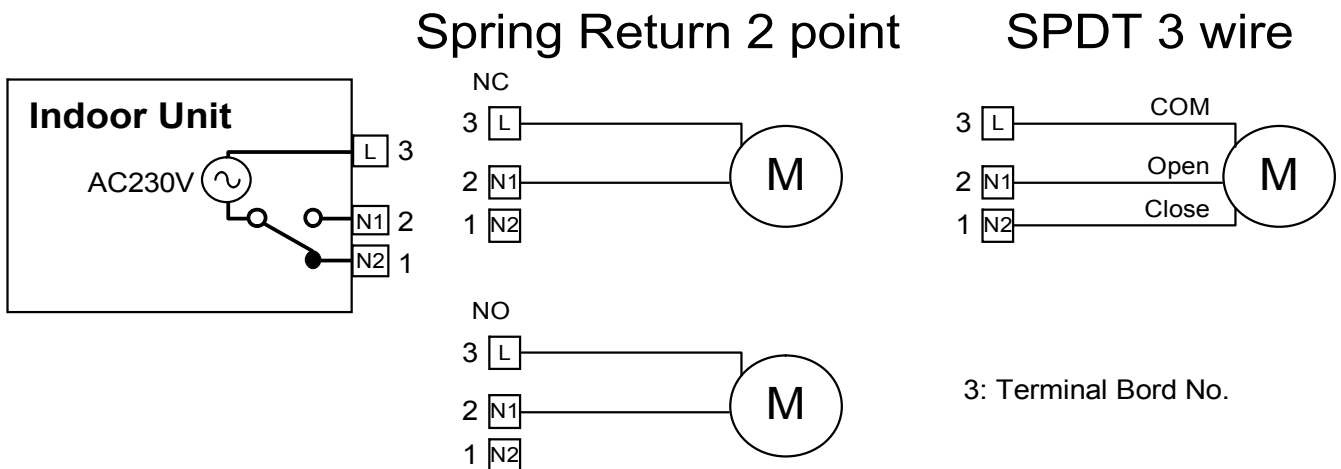 Spring Return 2 point
SPDT 3 wire
Indoor Unit
AC230V
L 3
N1 2
N2 1
NC
3 L
2 N1
1 N2
M
NO
3 L
2 N1
1 N2
M
3 L COM
2 N1 Open
1 N2 Close
M
3: Terminal Bord No.